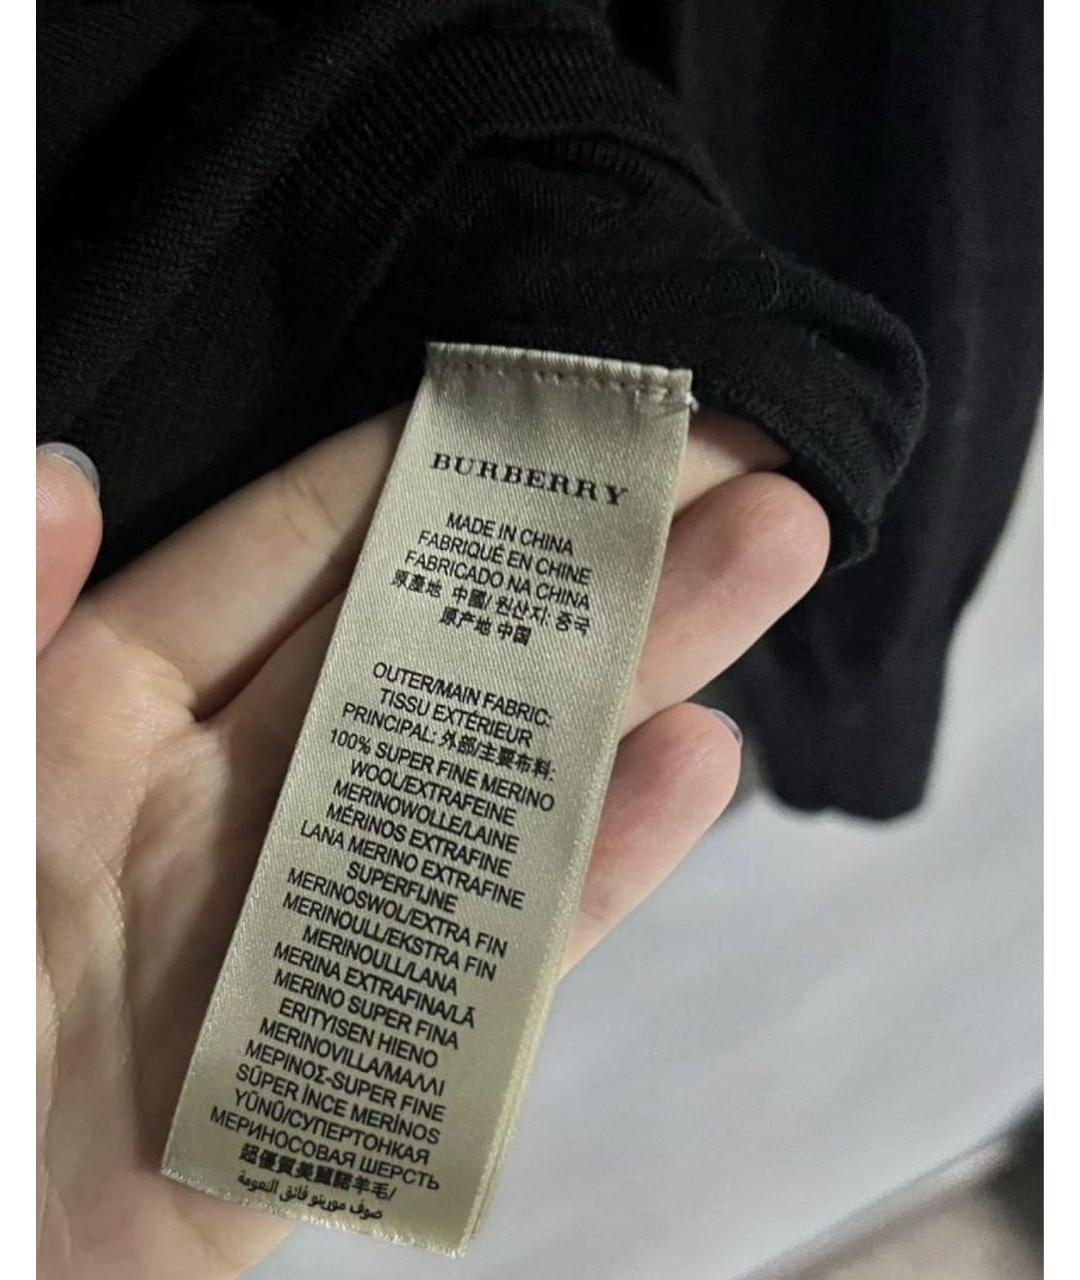 BURBERRY
MADE IN CHINA
FABRIQUÉ EN CHINE
FABRICADO NA CHINA
原產地 中國/ 원산지: 중국
原产地 中国
OUTER/MAIN FABRIC:
TISSU EXTÉRIEUR
PRINCIPAL: 外部/主要布料:
100% SUPER FINE MERINO
WOOL/EXTRAFEINE
MERINOWOLLE/LAINE
MÉRINOS EXTRAFINE
LANA MERINO EXTRAFINE
SUPERFIJNE
MERINOSWOL/EXTRA FIN
MERINOULL/EKSTRA FIN
MERINOULL/LANA
MERINA EXTRAFINA/LÃ
MERINO SUPER FINA
ERITYISEN HIENO
MERINOVILLA/ΜΑΛΛΙ
ΜΕΡΙΝΟΣ-SUPER FINE
SÜPER İNCE MERİNOS
YÜNÜ/СУПЕРТОНКАЯ
МЕРИНОСОВАЯ ШЕРСТЬ
超優質美麗諾羊毛/
صوف مورينو فائق النعومة